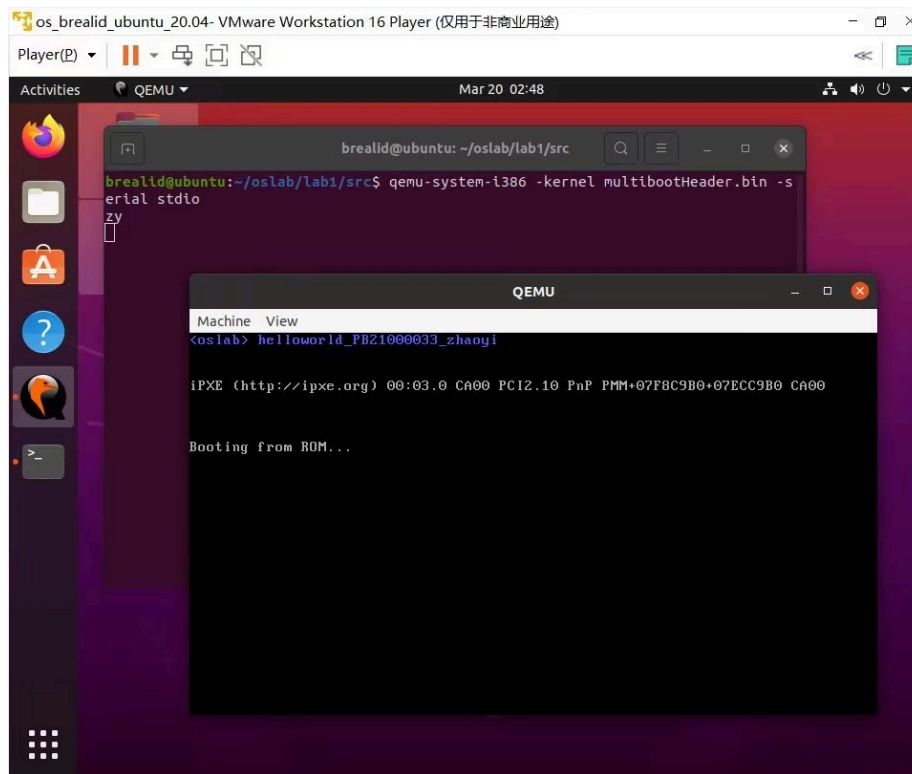 os_brealid_ubuntu_20.04- VMware Workstation 16 Player (仅用于非商业用途)
Player(P)
Activities QEMU Mar 20 02:48
brealid@ubuntu: ~/oslab/lab1/src
brealid@ubuntu:~/oslab/lab1/src$ qemu-system-i386 -kernel multibootHeader.bin -s
erial stdio
zy
QEMU
Machine View
<oslab> helloworld_PB21000033_zhaoyi
iPXE (http://ipxe.org) 00:03.0 CA00 PCI2.10 PnP PMM+07F8C9B0+07ECC9B0 CA00
Booting from ROM...